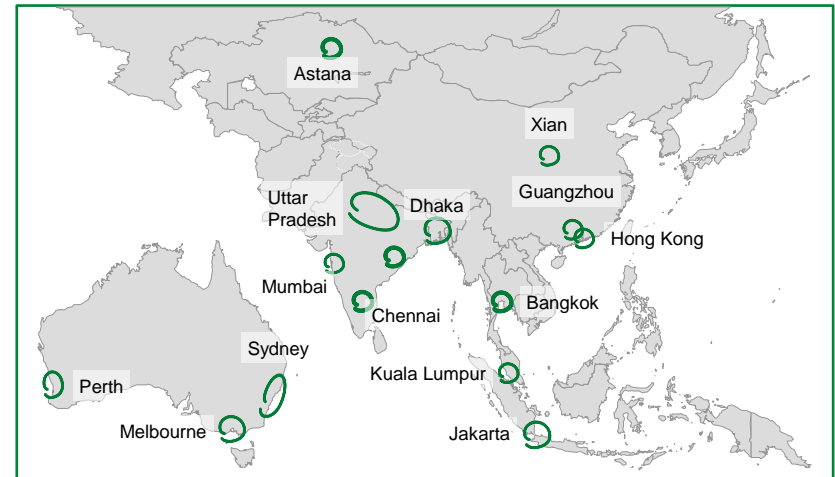 Astana
Xian
Guangzhou
Uttar
Pradesh
Dhaka
Hong Kong
Mumbai
Chennai
Bangkok
Sydney
Kuala Lumpur
Perth
Melbourne
Jakarta